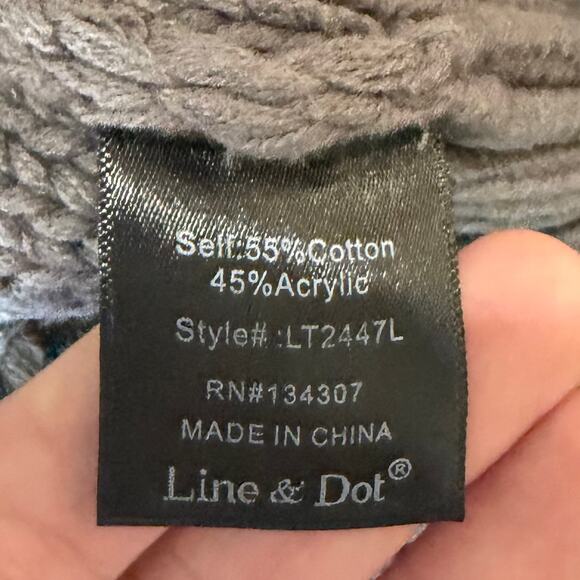 Self:55%Cotton
45%Acrylic
Style# :LT2447L
RN#134307
MADE IN CHINA
Line & Dot®